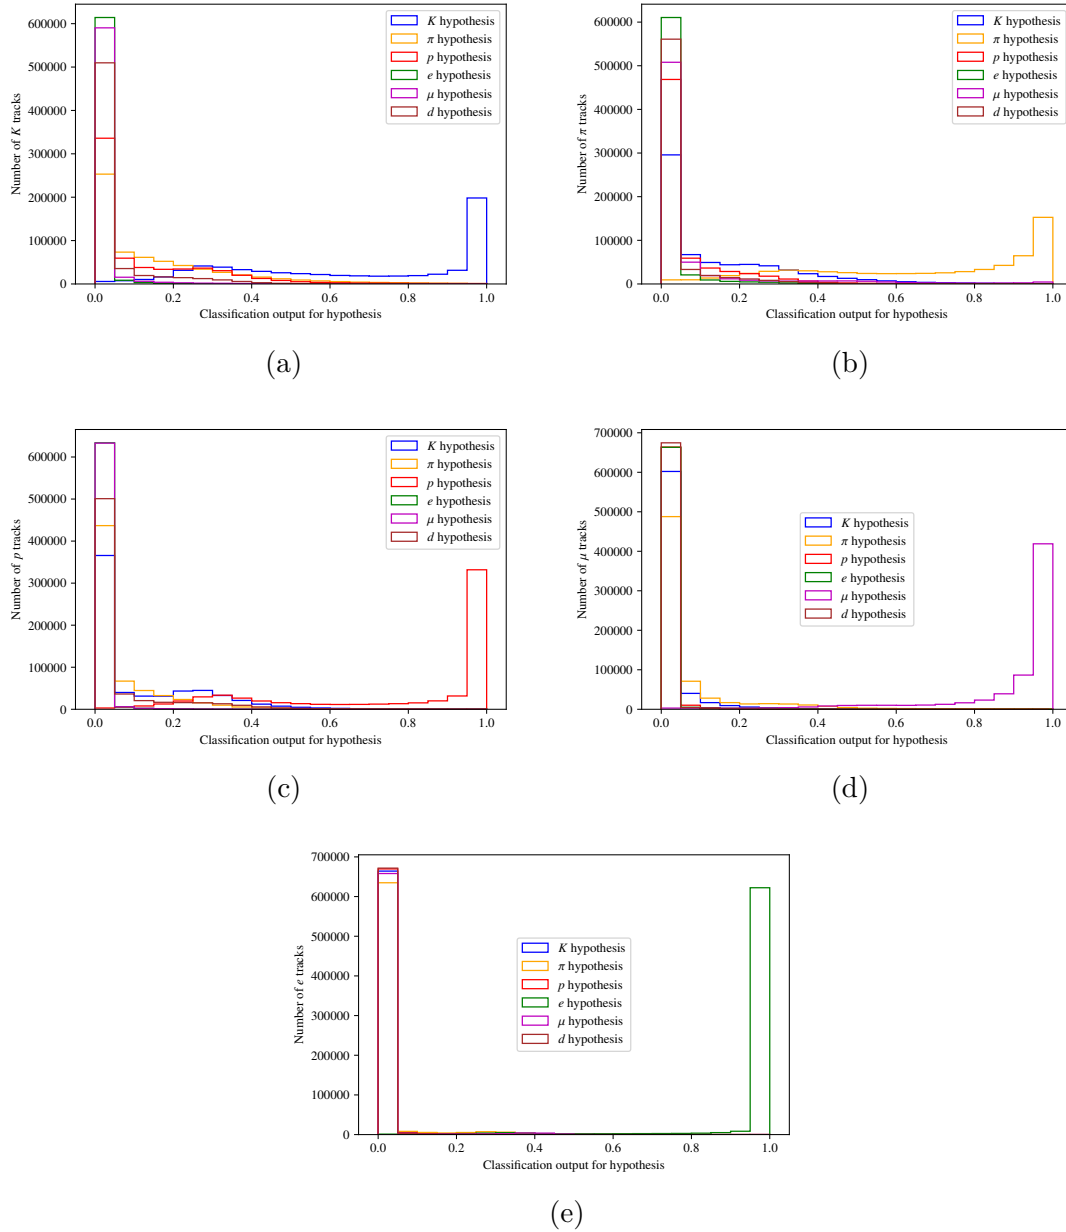 600000
500000
400000
300000
200000
100000
0
Number of K tracks
K hypothesis
π hypothesis
p hypothesis
e hypothesis
μ hypothesis
d hypothesis
0.0 0.2 0.4 0.6 0.8 1.0
Classification output for hypothesis
(a)
600000
500000
400000
300000
200000
100000
0
Number of π tracks
K hypothesis
π hypothesis
p hypothesis
e hypothesis
μ hypothesis
d hypothesis
0.0 0.2 0.4 0.6 0.8 1.0
Classification output for hypothesis
(b)
600000
500000
400000
300000
200000
100000
0
Number of p tracks
K hypothesis
π hypothesis
p hypothesis
e hypothesis
μ hypothesis
d hypothesis
0.0 0.2 0.4 0.6 0.8 1.0
Classification output for hypothesis
(c)
700000
600000
500000
400000
300000
200000
100000
0
Number of μ tracks
K hypothesis
π hypothesis
p hypothesis
e hypothesis
μ hypothesis
d hypothesis
0.0 0.2 0.4 0.6 0.8 1.0
Classification output for hypothesis
(d)
700000
600000
500000
400000
300000
200000
100000
0
Number of e tracks
K hypothesis
π hypothesis
p hypothesis
e hypothesis
μ hypothesis
d hypothesis
0.0 0.2 0.4 0.6 0.8 1.0
Classification output for hypothesis
(e)